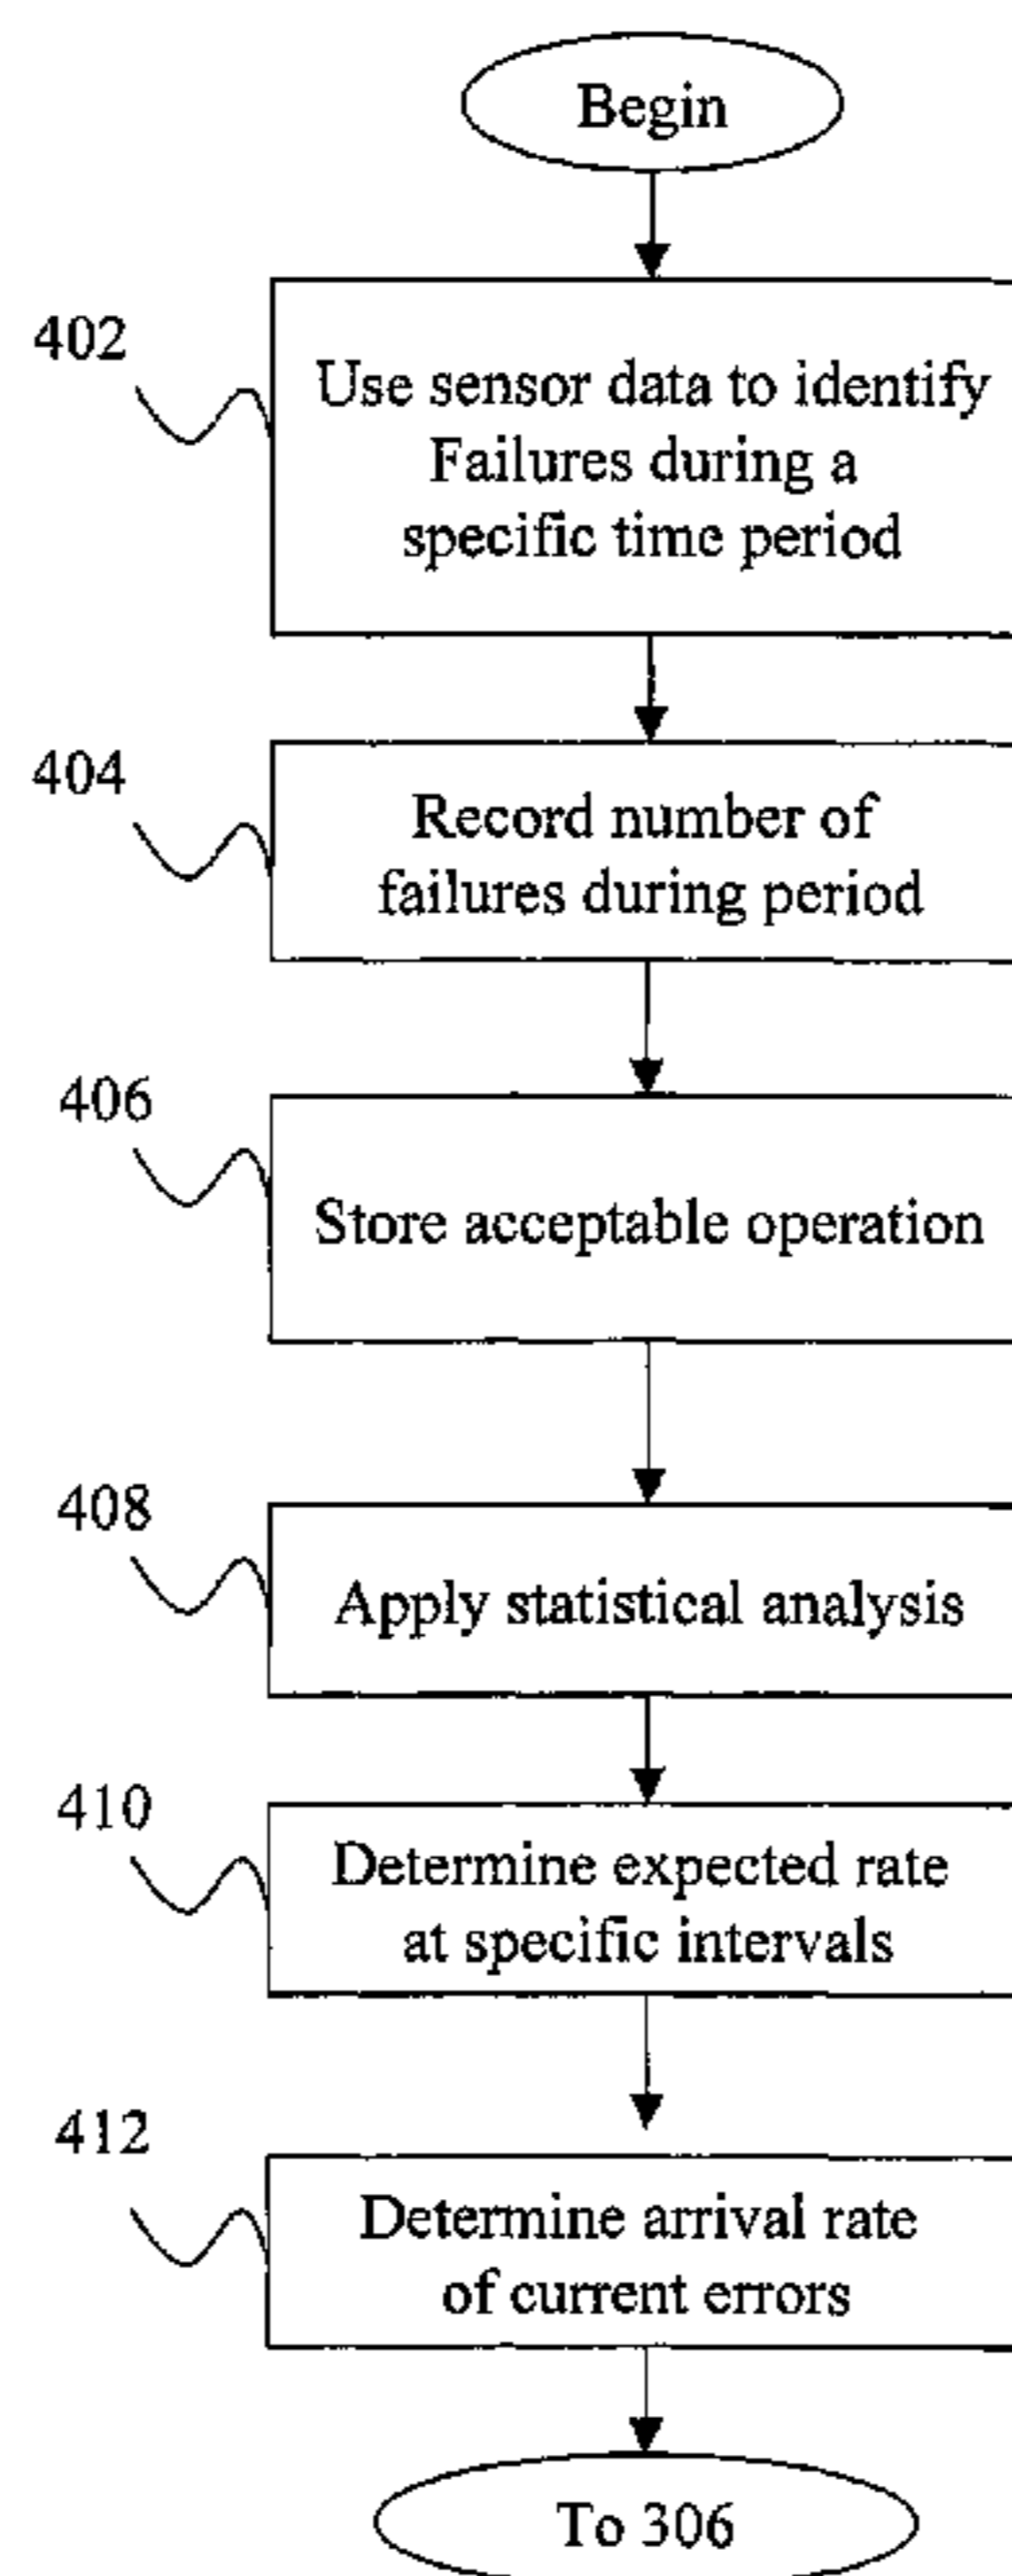 Begin
402
Use sensor data to identify
Failures during a
specific time period
404
Record number of
failures during period
406
Store acceptable operation
408
Apply statistical analysis
410
Determine expected rate
at specific intervals
412
Determine arrival rate
of current errors
To 306